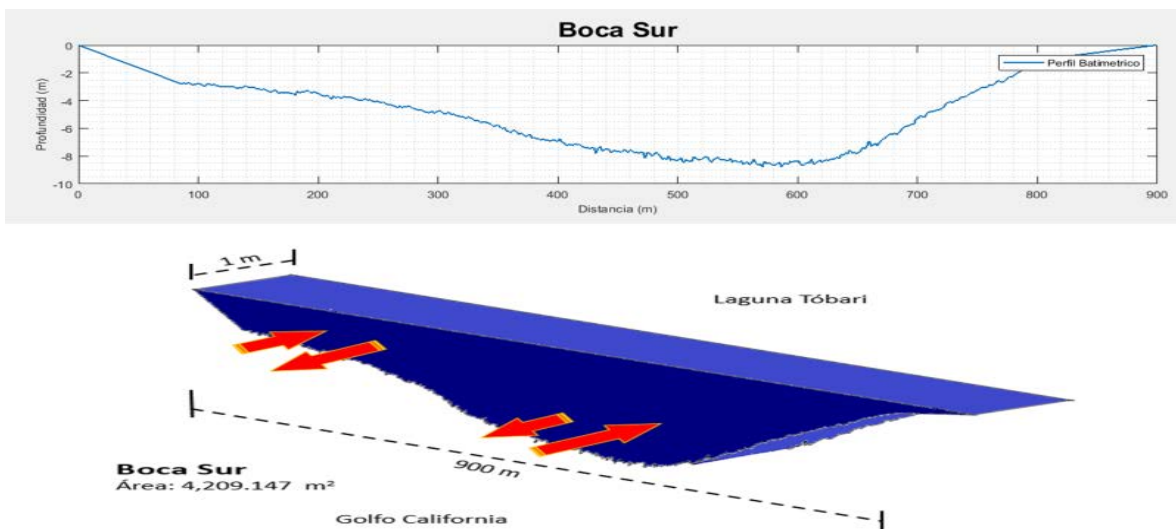 Boca Sur
0
-2
-4
-6
-8
-10
Profundidad (m)
Perfil Batimetrico
0 100 200 300 400 500 600 700 800 900
Distancia (m)
1 m
Laguna Tóbari
900 m
Boca Sur
Área: 4,209.147 m²
Golfo California